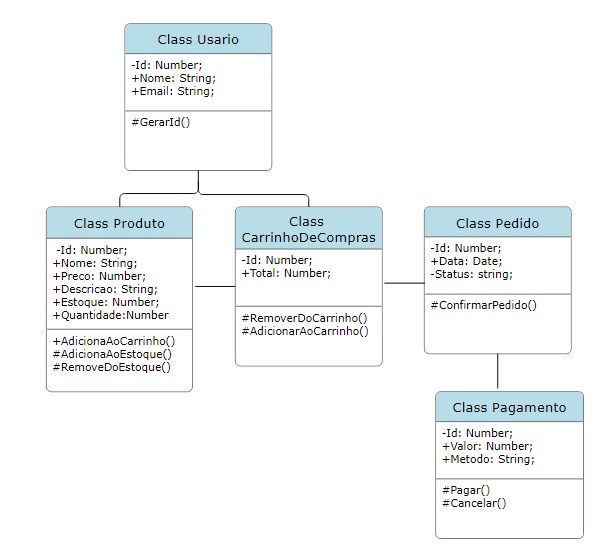 Class Usario
-Id: Number;
+Nome: String;
+Email: String;
#GerarId()
Class Produto
-Id: Number;
+Nome: String;
+Preco: Number;
+Descricao: String;
+Estoque: Number;
+Quantidade:Number
+AdicionaAoCarrinho()
#AdicionaAoEstoque()
#RemoveDoEstoque()
Class
CarrinhoDeCompras
-Id: Number;
+Total: Number;
#RemoverDoCarrinho()
#AdicionarAoCarrinho()
Class Pedido
-Id: Number;
+Data: Date;
-Status: string;
#ConfirmarPedido()
Class Pagamento
-Id: Number;
+Valor: Number;
+Metodo: String;
#Pagar()
#Cancelar()